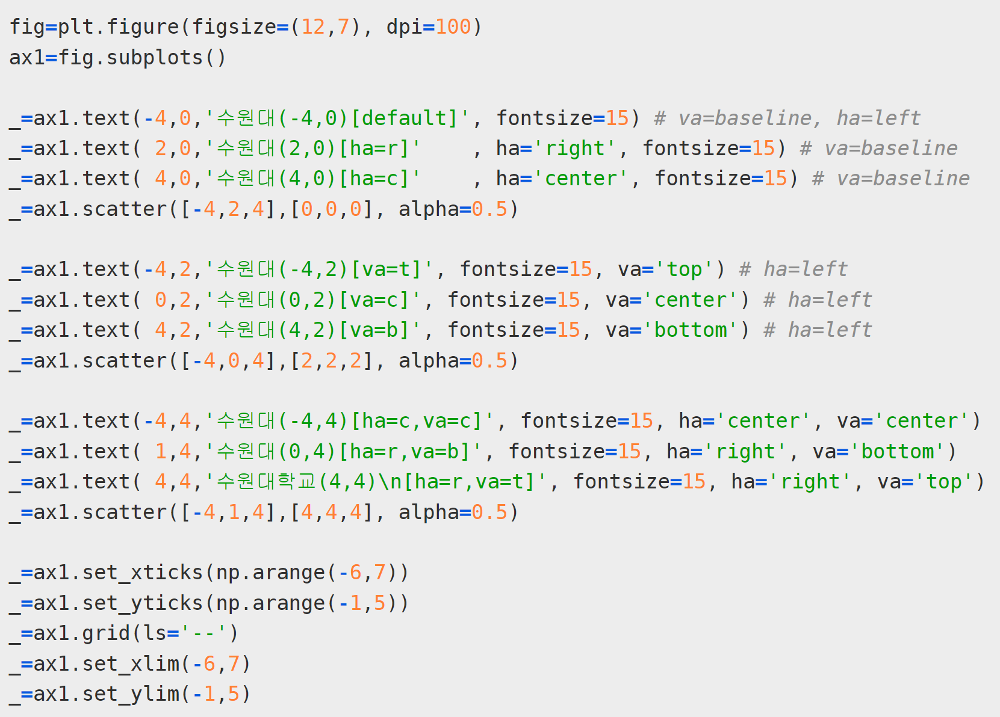 fig=plt.figure(figsize=(12,7), dpi=100)
ax1=fig.subplots()
_=ax1.text(-4,0,'수원대(-4,0)[default]', fontsize=15) # va=baseline, ha=left
_=ax1.text( 2,0,'수원대(2,0)[ha=r]'    , ha='right', fontsize=15) # va=baseline
_=ax1.text( 4,0,'수원대(4,0)[ha=c]'    , ha='center', fontsize=15) # va=baseline
_=ax1.scatter([-4,2,4],[0,0,0], alpha=0.5)
_=ax1.text(-4,2,'수원대(-4,2)[va=t]', fontsize=15, va='top') # ha=left
_=ax1.text( 0,2,'수원대(0,2)[va=c]', fontsize=15, va='center') # ha=left
_=ax1.text( 4,2,'수원대(4,2)[va=b]', fontsize=15, va='bottom') # ha=left
_=ax1.scatter([-4,0,4],[2,2,2], alpha=0.5)
_=ax1.text(-4,4,'수원대(-4,4)[ha=c,va=c]', fontsize=15, ha='center', va='center')
_=ax1.text( 1,4,'수원대(0,4)[ha=r,va=b]', fontsize=15, ha='right', va='bottom')
_=ax1.text( 4,4,'수원대학교(4,4)\n[ha=r,va=t]', fontsize=15, ha='right', va='top')
_=ax1.scatter([-4,1,4],[4,4,4], alpha=0.5)
_=ax1.set_xticks(np.arange(-6,7))
_=ax1.set_yticks(np.arange(-1,5))
_=ax1.grid(ls='--')
_=ax1.set_xlim(-6,7)
_=ax1.set_ylim(-1,5)